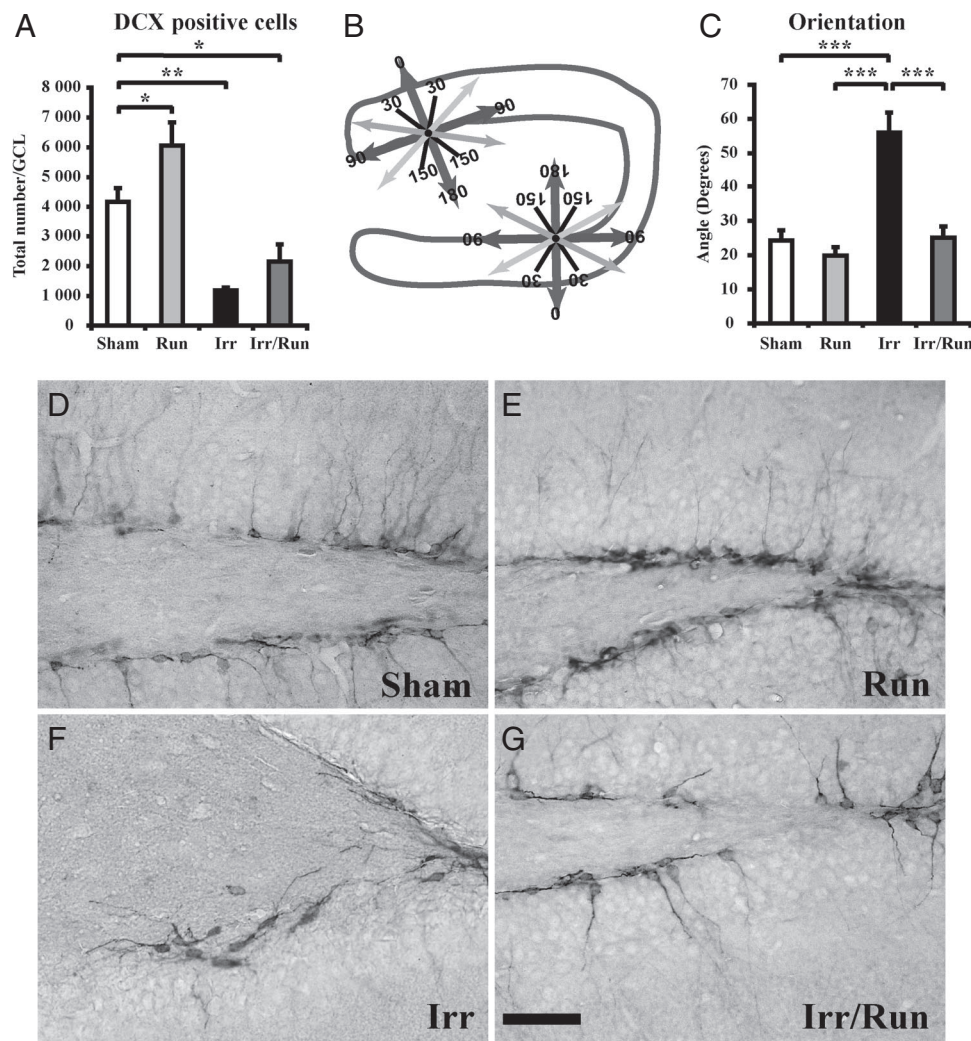 A DCX positive cells
*
**
*
8 000
7 000
6 000
5 000
4 000
3 000
2 000
1 000
0
Total number/GCL
Sham Run Irr Irr/Run
B
0
30
30
90
90
150
150
180
180
150
150
90
90
30
30
0
C Orientation
***
*** ***
70
60
50
40
30
20
10
0
Angle (Degrees)
Sham Run Irr Irr/Run
D
Sham
E
Run
F
Irr
G
Irr/Run